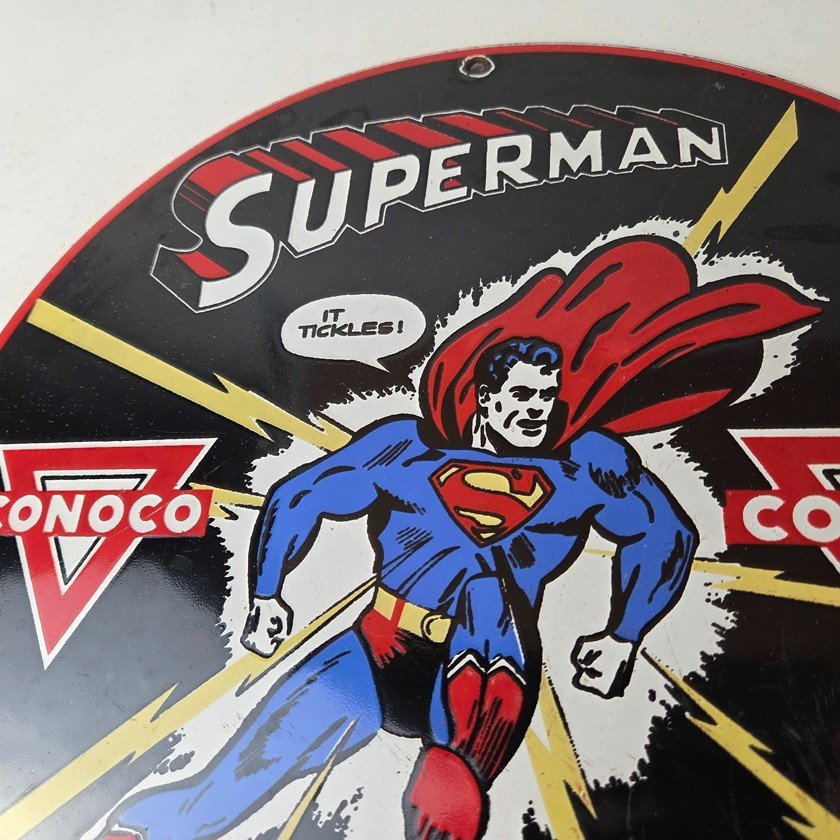 SUPERMAN
IT
TICKLES!
CONOCO
CO
S